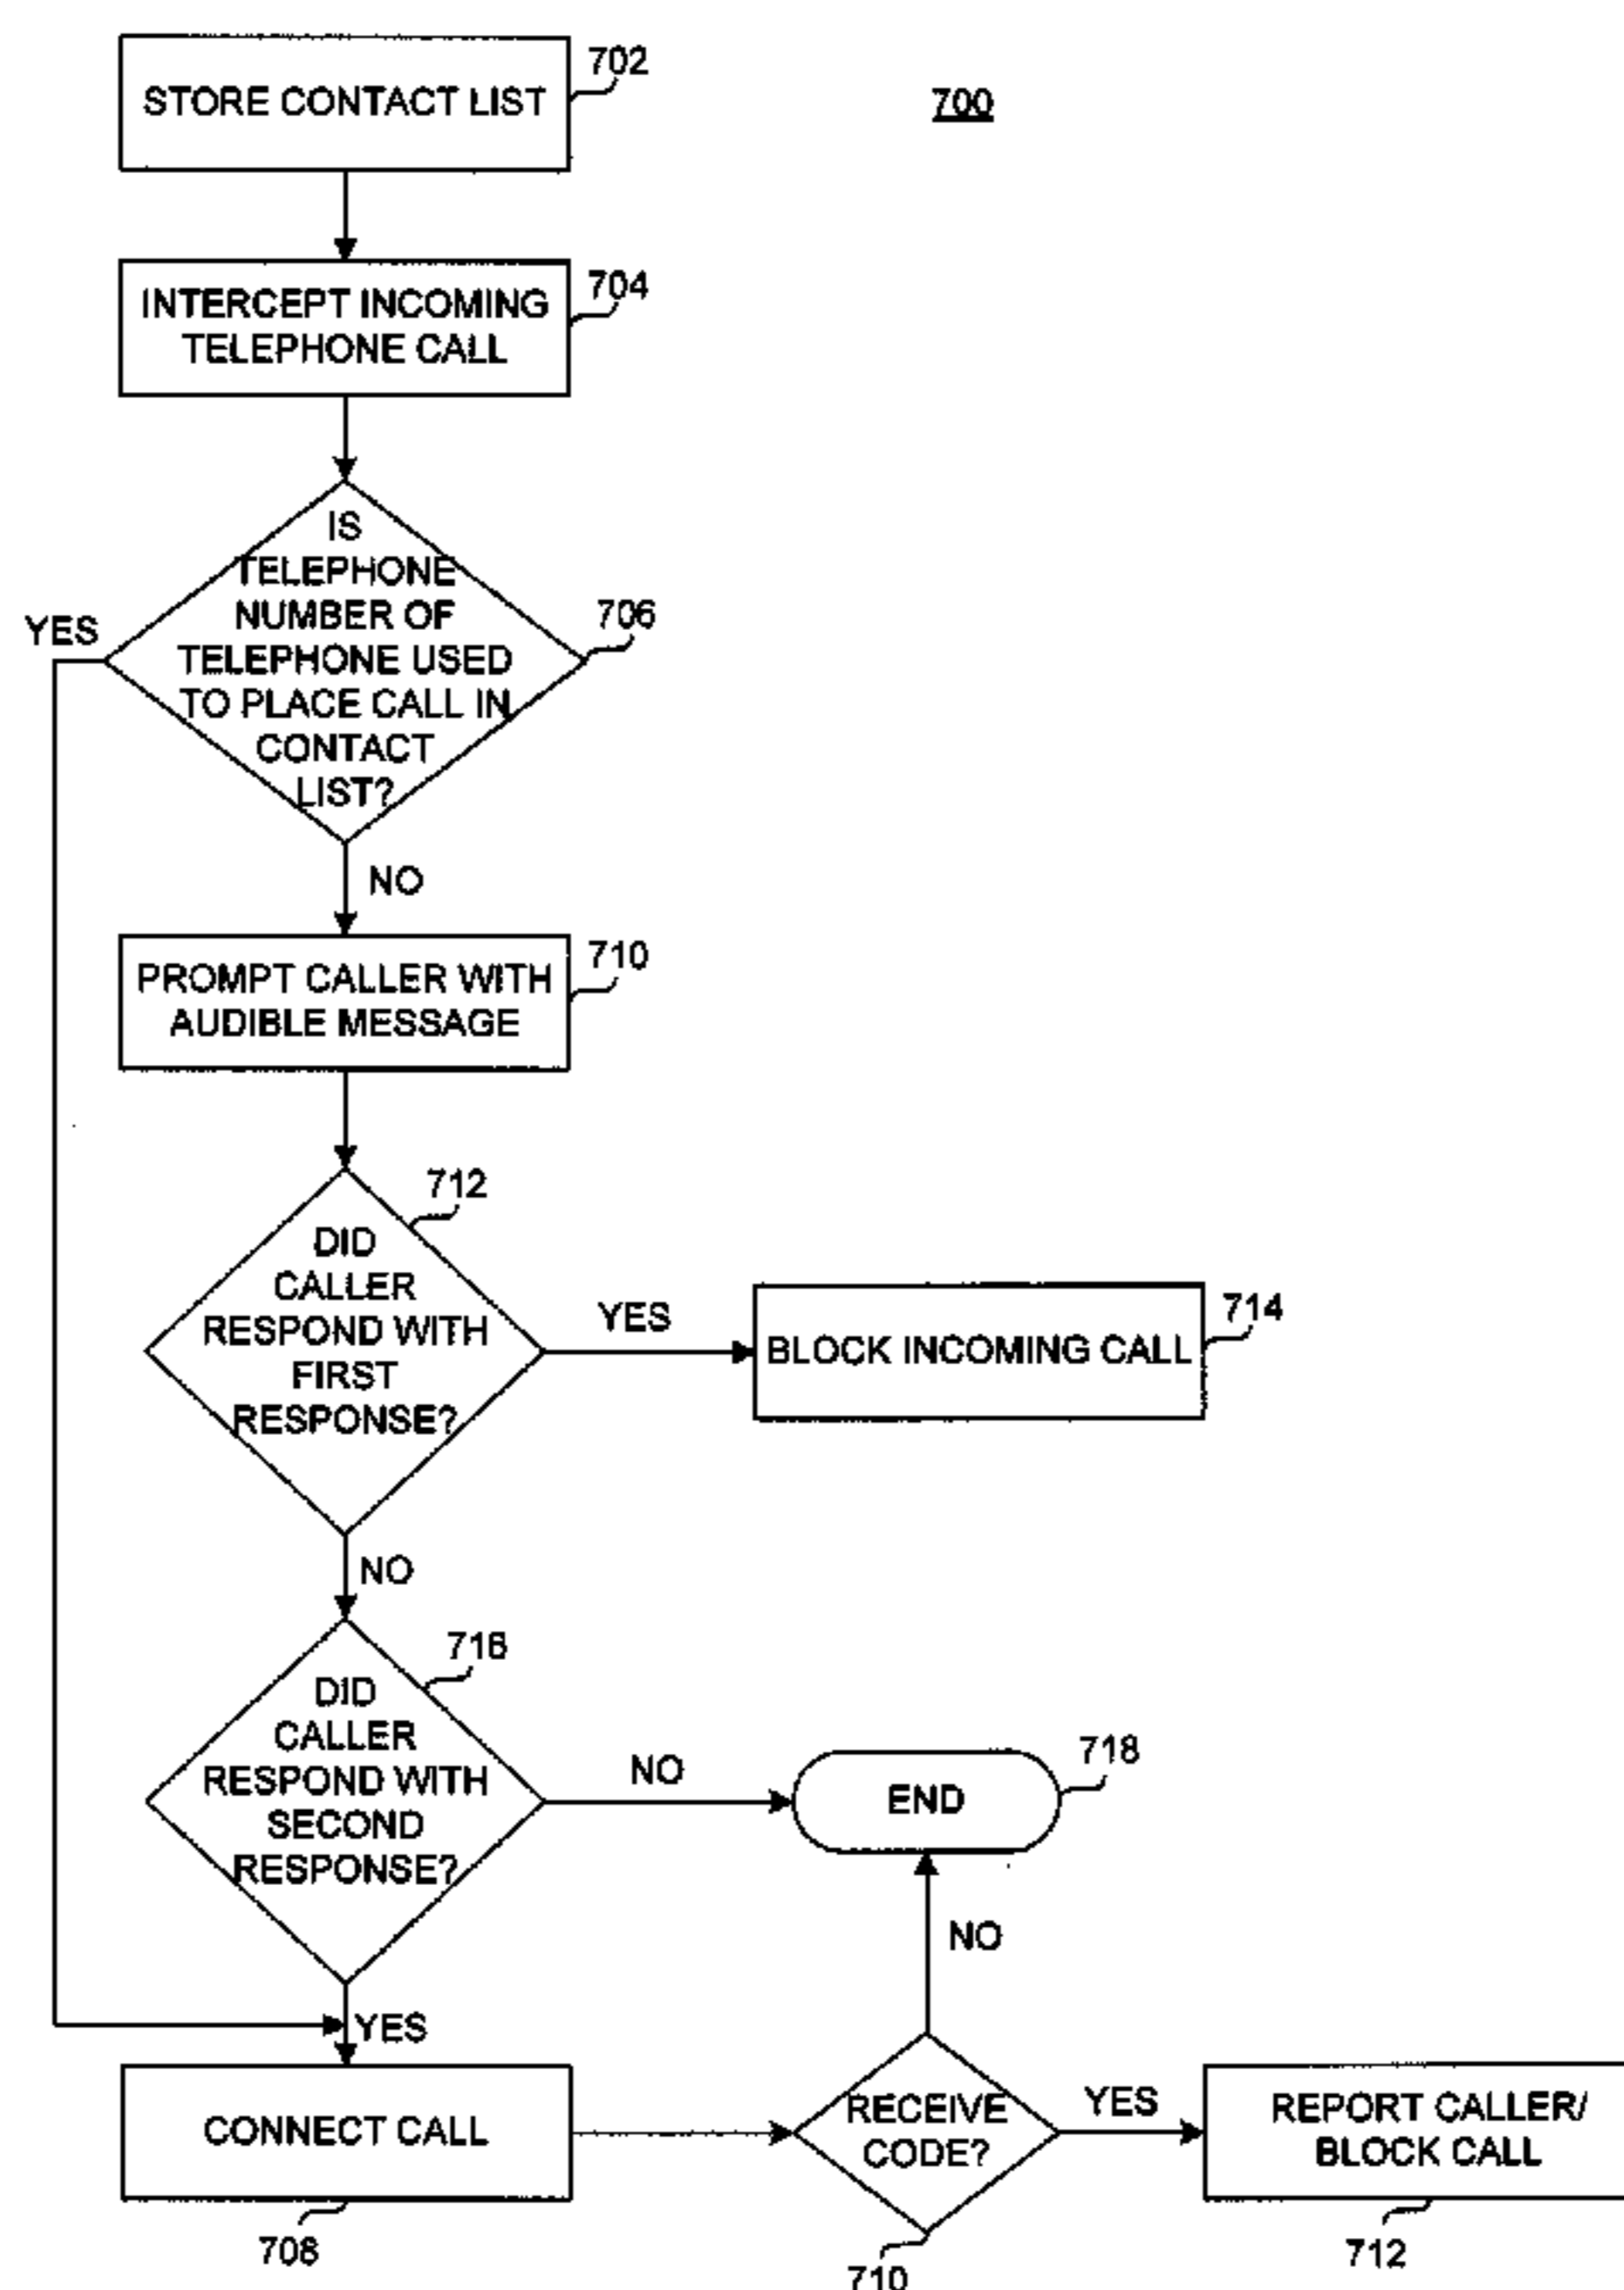 STORE CONTACT LIST
702
700
INTERCEPT INCOMING
TELEPHONE CALL
704
IS
TELEPHONE
NUMBER OF
TELEPHONE USED
TO PLACE CALL IN
CONTACT
LIST?
706
YES
NO
PROMPT CALLER WITH
AUDIBLE MESSAGE
710
712
DID
CALLER
RESPOND WITH
FIRST
RESPONSE?
YES
BLOCK INCOMING CALL
714
NO
716
DID
CALLER
RESPOND WITH
SECOND
RESPONSE?
NO
END
718
NO
YES
CONNECT CALL
708
RECEIVE
CODE?
710
YES
REPORT CALLER/
BLOCK CALL
712